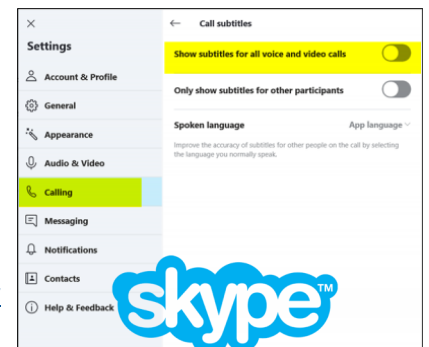 Settings
Account & Profile
General
Appearance
Audio & Video
Calling
Messaging
Notifications
Contacts
Help & Feedback
Call subtitles
Show subtitles for all voice and video calls
Only show subtitles for other participants
Spoken language App language
Improve the accuracy of subtitles for other people on the call by selecting
the language you normally speak.
skype™